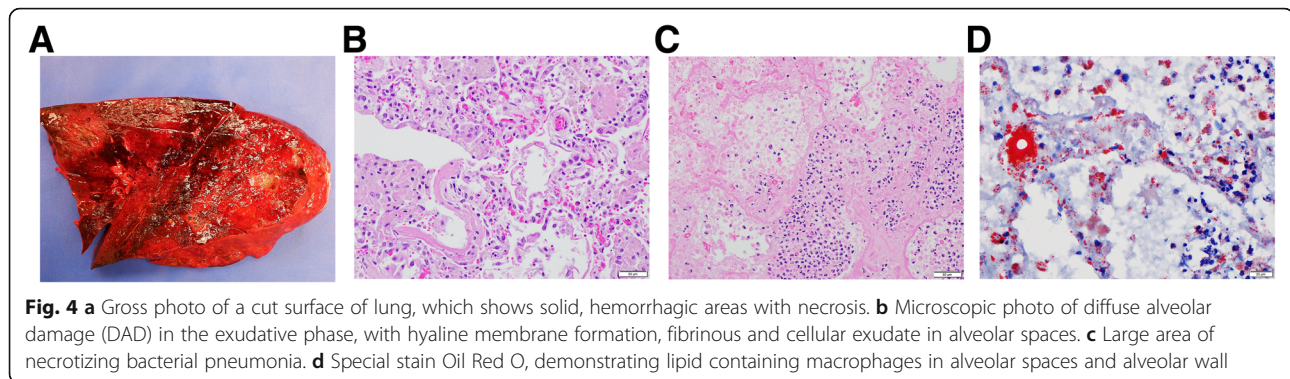 A
B
C
D
Fig. 4 a Gross photo of a cut surface of lung, which shows solid, hemorrhagic areas with necrosis. b Microscopic photo of diffuse alveolar
damage (DAD) in the exudative phase, with hyaline membrane formation, fibrinous and cellular exudate in alveolar spaces. c Large area of
necrotizing bacterial pneumonia. d Special stain Oil Red O, demonstrating lipid containing macrophages in alveolar spaces and alveolar wall